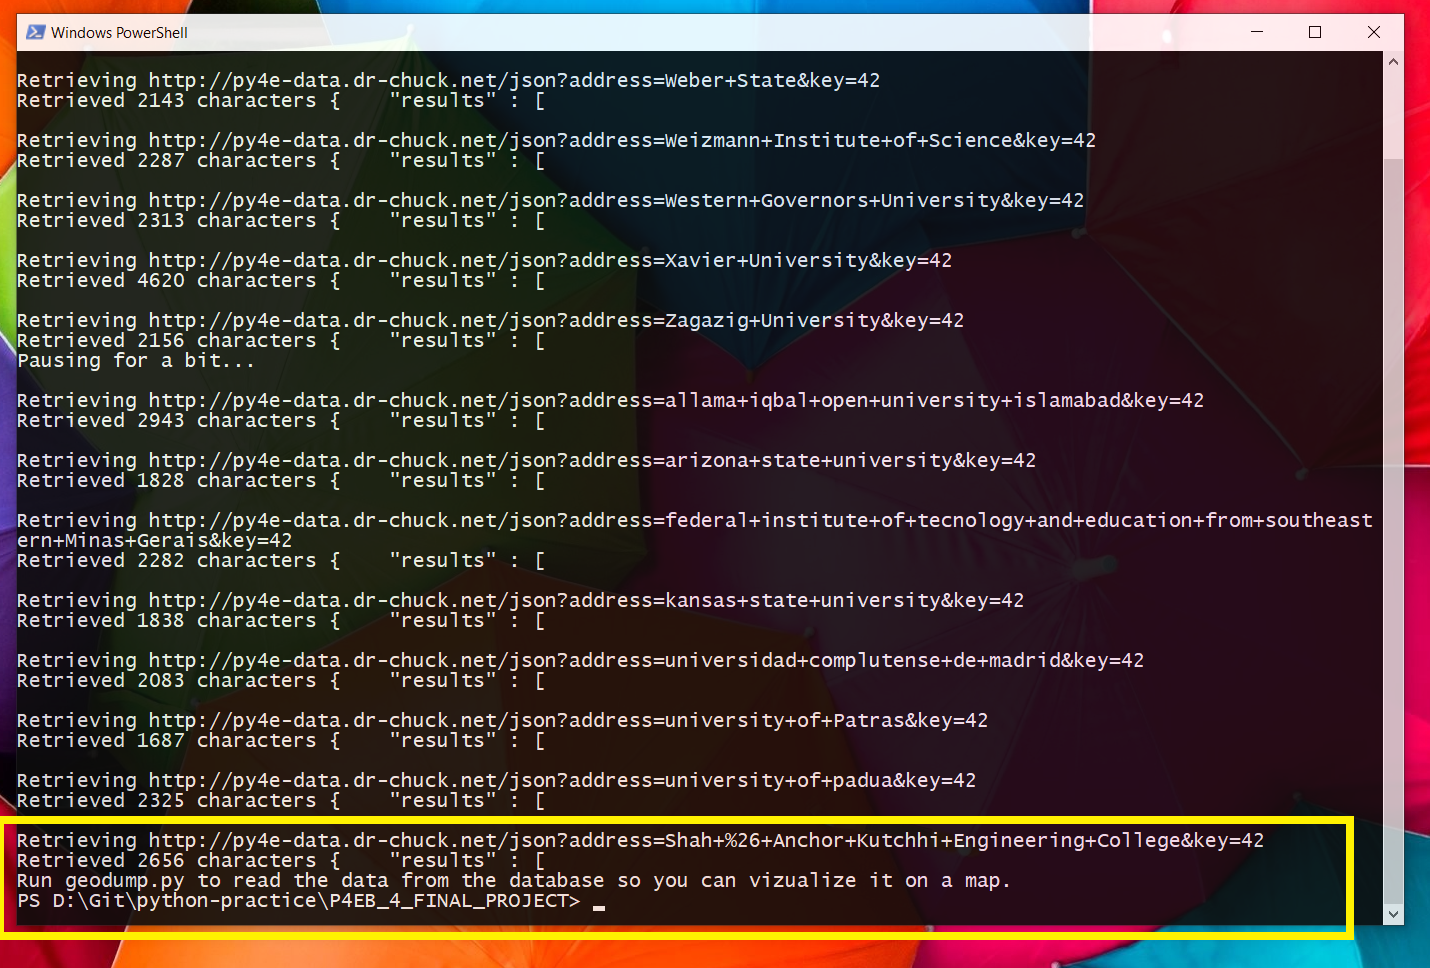 Windows PowerShell
Retrieving http://py4e-data.dr-chuck.net/json?address=Weber+State&key=42
Retrieved 2143 characters {    "results" : [
Retrieving http://py4e-data.dr-chuck.net/json?address=Weizmann+Institute+of+Science&key=42
Retrieved 2287 characters {    "results" : [
Retrieving http://py4e-data.dr-chuck.net/json?address=Western+Governors+University&key=42
Retrieved 2313 characters {    "results" : [
Retrieving http://py4e-data.dr-chuck.net/json?address=Xavier+University&key=42
Retrieved 4620 characters {    "results" : [
Retrieving http://py4e-data.dr-chuck.net/json?address=Zagazig+University&key=42
Retrieved 2156 characters {    "results" : [
Pausing for a bit...
Retrieving http://py4e-data.dr-chuck.net/json?address=allama+iqbal+open+university+islamabad&key=42
Retrieved 2943 characters {    "results" : [
Retrieving http://py4e-data.dr-chuck.net/json?address=arizona+state+university&key=42
Retrieved 1828 characters {    "results" : [
Retrieving http://py4e-data.dr-chuck.net/json?address=federal+institute+of+tecnology+and+education+from+southeast
ern+Minas+Gerais&key=42
Retrieved 2282 characters {    "results" : [
Retrieving http://py4e-data.dr-chuck.net/json?address=kansas+state+university&key=42
Retrieved 1838 characters {    "results" : [
Retrieving http://py4e-data.dr-chuck.net/json?address=universidad+complutense+de+madrid&key=42
Retrieved 2083 characters {    "results" : [
Retrieving http://py4e-data.dr-chuck.net/json?address=university+of+Patras&key=42
Retrieved 1687 characters {    "results" : [
Retrieving http://py4e-data.dr-chuck.net/json?address=university+of+padua&key=42
Retrieved 2325 characters {    "results" : [
Retrieving http://py4e-data.dr-chuck.net/json?address=Shah+%26+Anchor+Kutchhi+Engineering+College&key=42
Retrieved 2656 characters {    "results" : [
Run geodump.py to read the data from the database so you can vizualize it on a map.
PS D:\Git\python-practice\P4EB_4_FINAL_PROJECT>